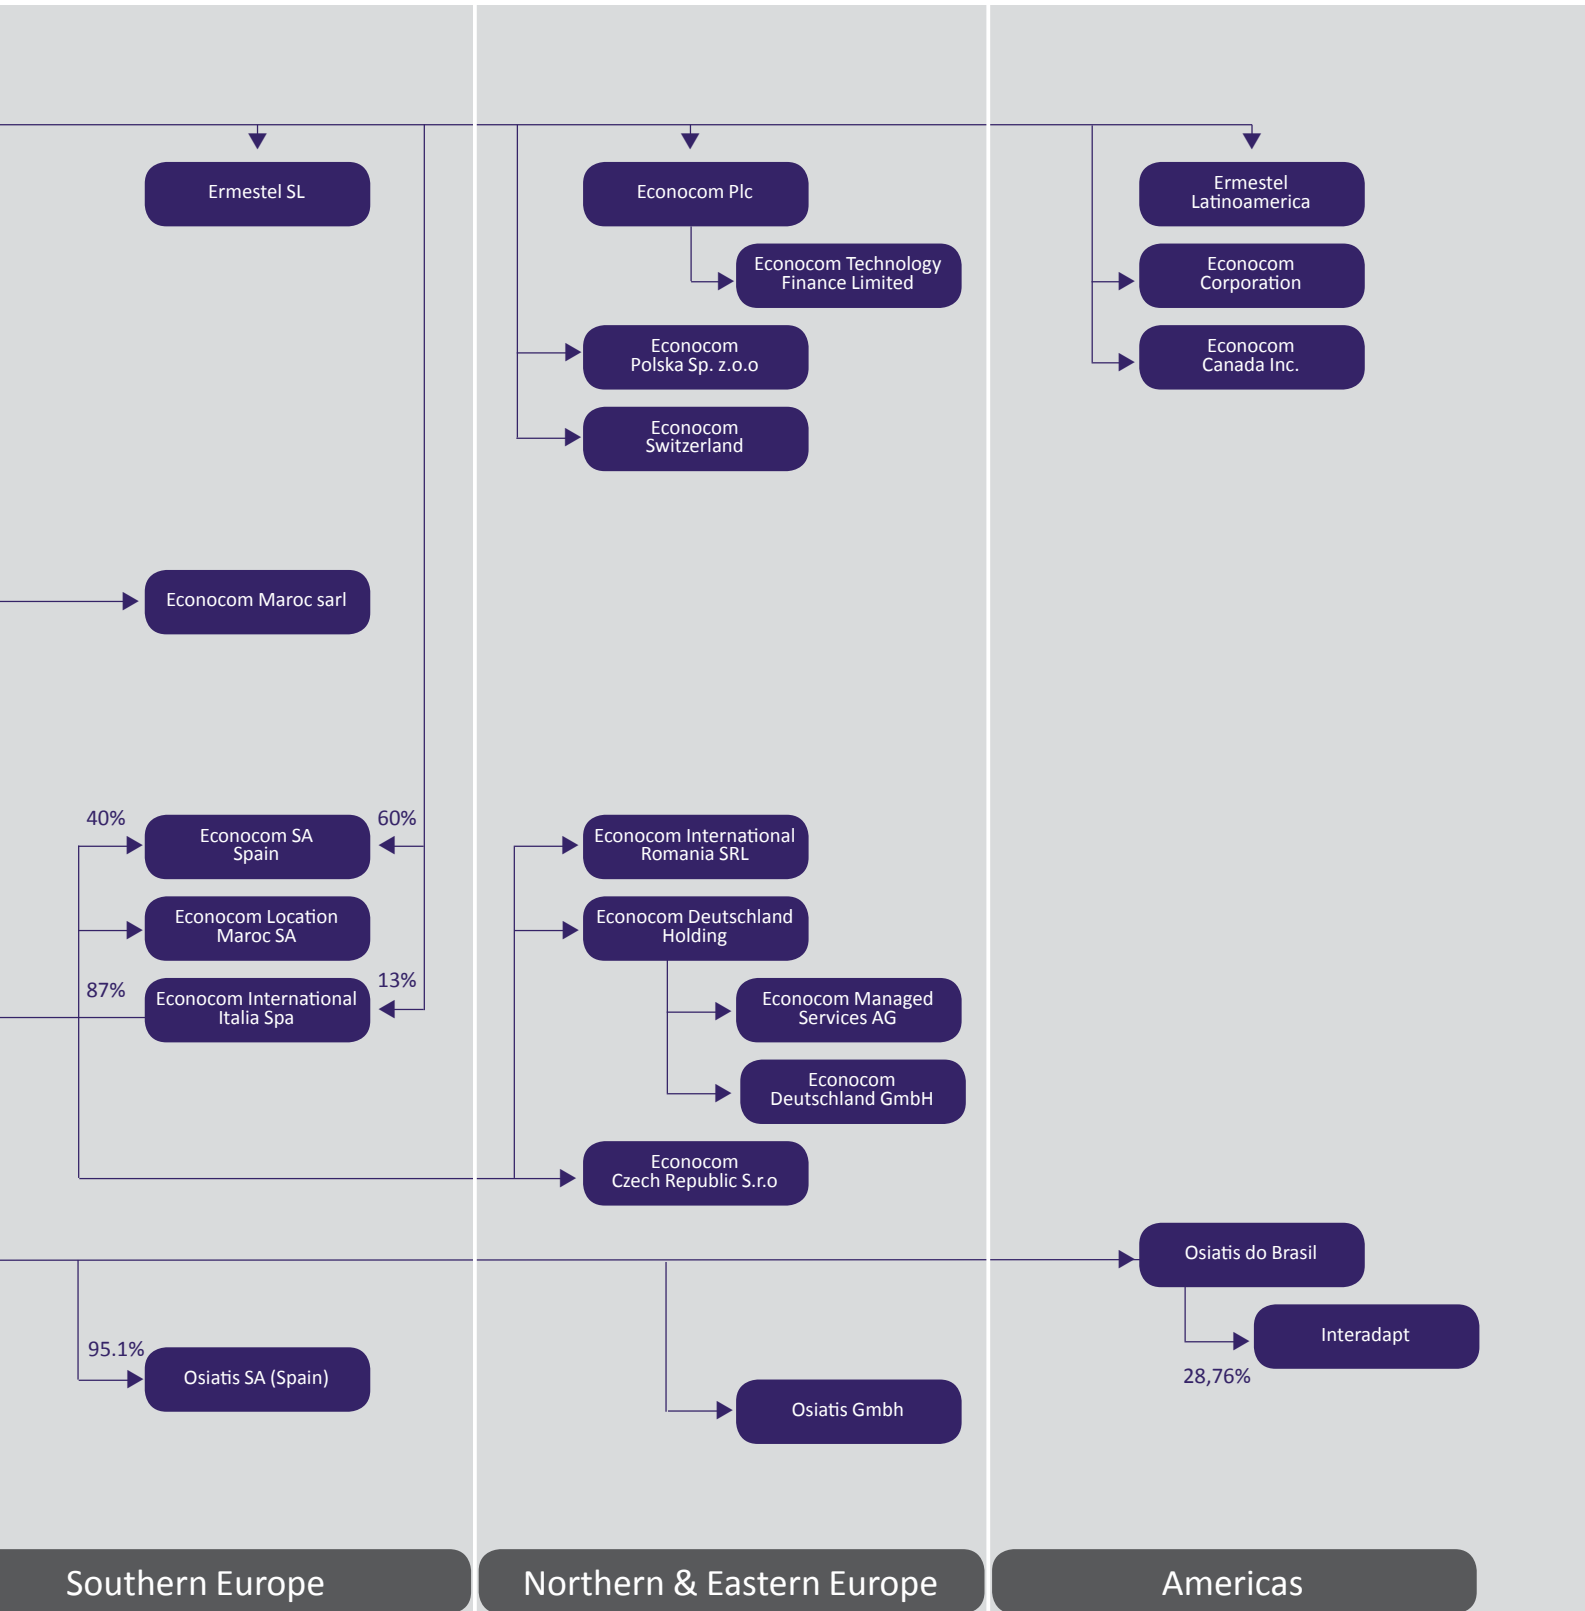 Ermestel SL
Econocom Plc
Ermestel
Latinoamerica
Econocom Technology
Finance Limited
Econocom
Corporation
Econocom
Polska Sp. z.o.o
Econocom
Canada Inc.
Econocom
Switzerland
Econocom Maroc sarl
40%
Econocom SA
Spain
60%
Econocom International
Romania SRL
Econocom Location
Maroc SA
Econocom Deutschland
Holding
87%
Econocom International
Italia Spa
13%
Econocom Managed
Services AG
Econocom
Deutschland GmbH
Econocom
Czech Republic S.r.o
Osiatis do Brasil
Interadapt
28,76%
95.1%
Osiatis SA (Spain)
Osiatis Gmbh
Southern Europe
Northern & Eastern Europe
Americas